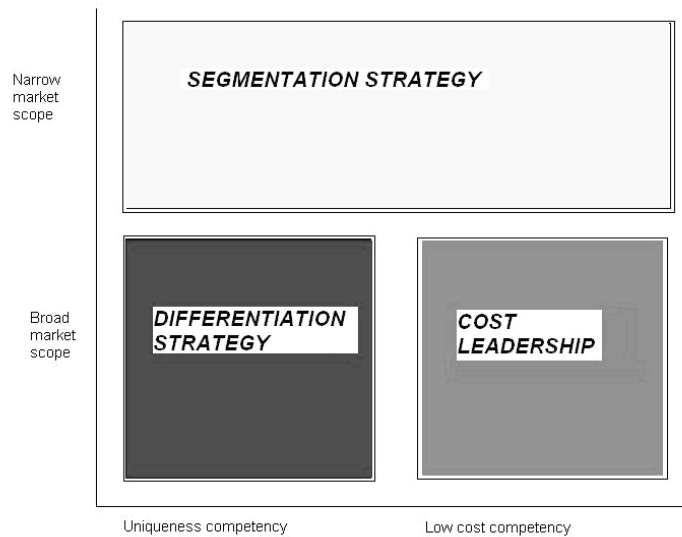 Narrow
market
scope
SEGMENTATION STRATEGY
Broad
market
scope
DIFFERENTIATION
STRATEGY
COST
LEADERSHIP
Uniqueness competency
Low cost competency